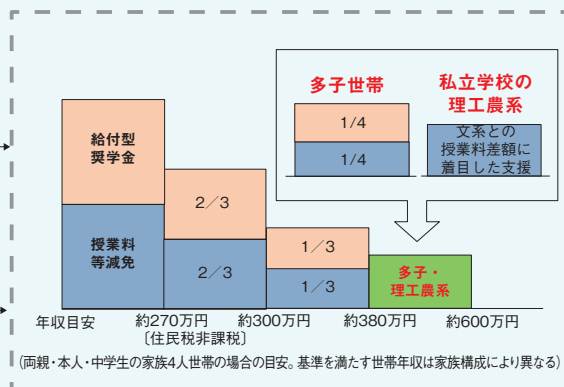 多子世帯
1/4
1/4
私立学校の
理工農系
文系との
授業料差額に
着目した支援
給付型
奨学金
授業料
等減免
2／3
2／3
1／3
1／3
多子・
理工農系
年収目安 約270万円 約300万円 約380万円 約600万円
〔住民税非課税〕
(両親・本人・中学生の家族4人世帯の場合の目安。基準を満たす世帯年収は家族構成により異なる)